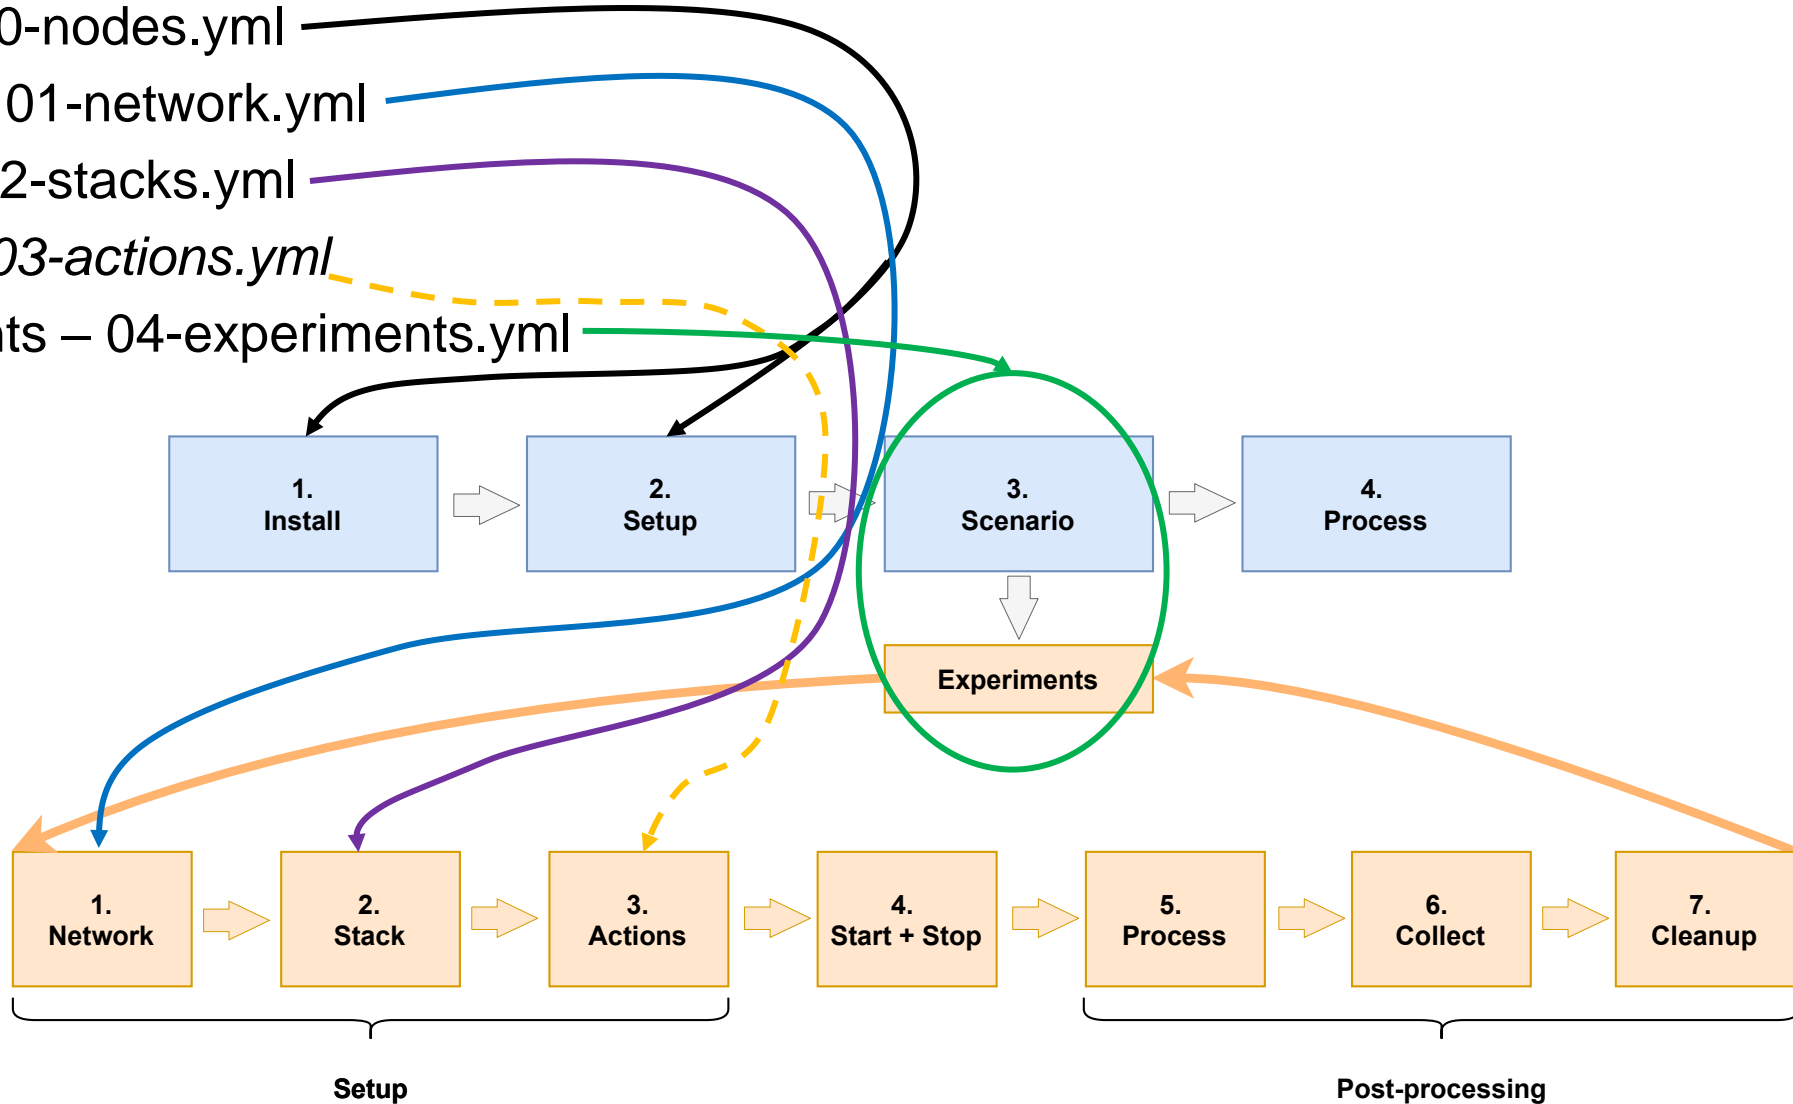 0-nodes.yml
01-network.yml
2-stacks.yml
03-actions.yml
nts – 04-experiments.yml
1.
Install
2.
Setup
3.
Scenario
4.
Process
Experiments
1.
Network
2.
Stack
3.
Actions
4.
Start + Stop
5.
Process
6.
Collect
7.
Cleanup
Setup
Post-processing